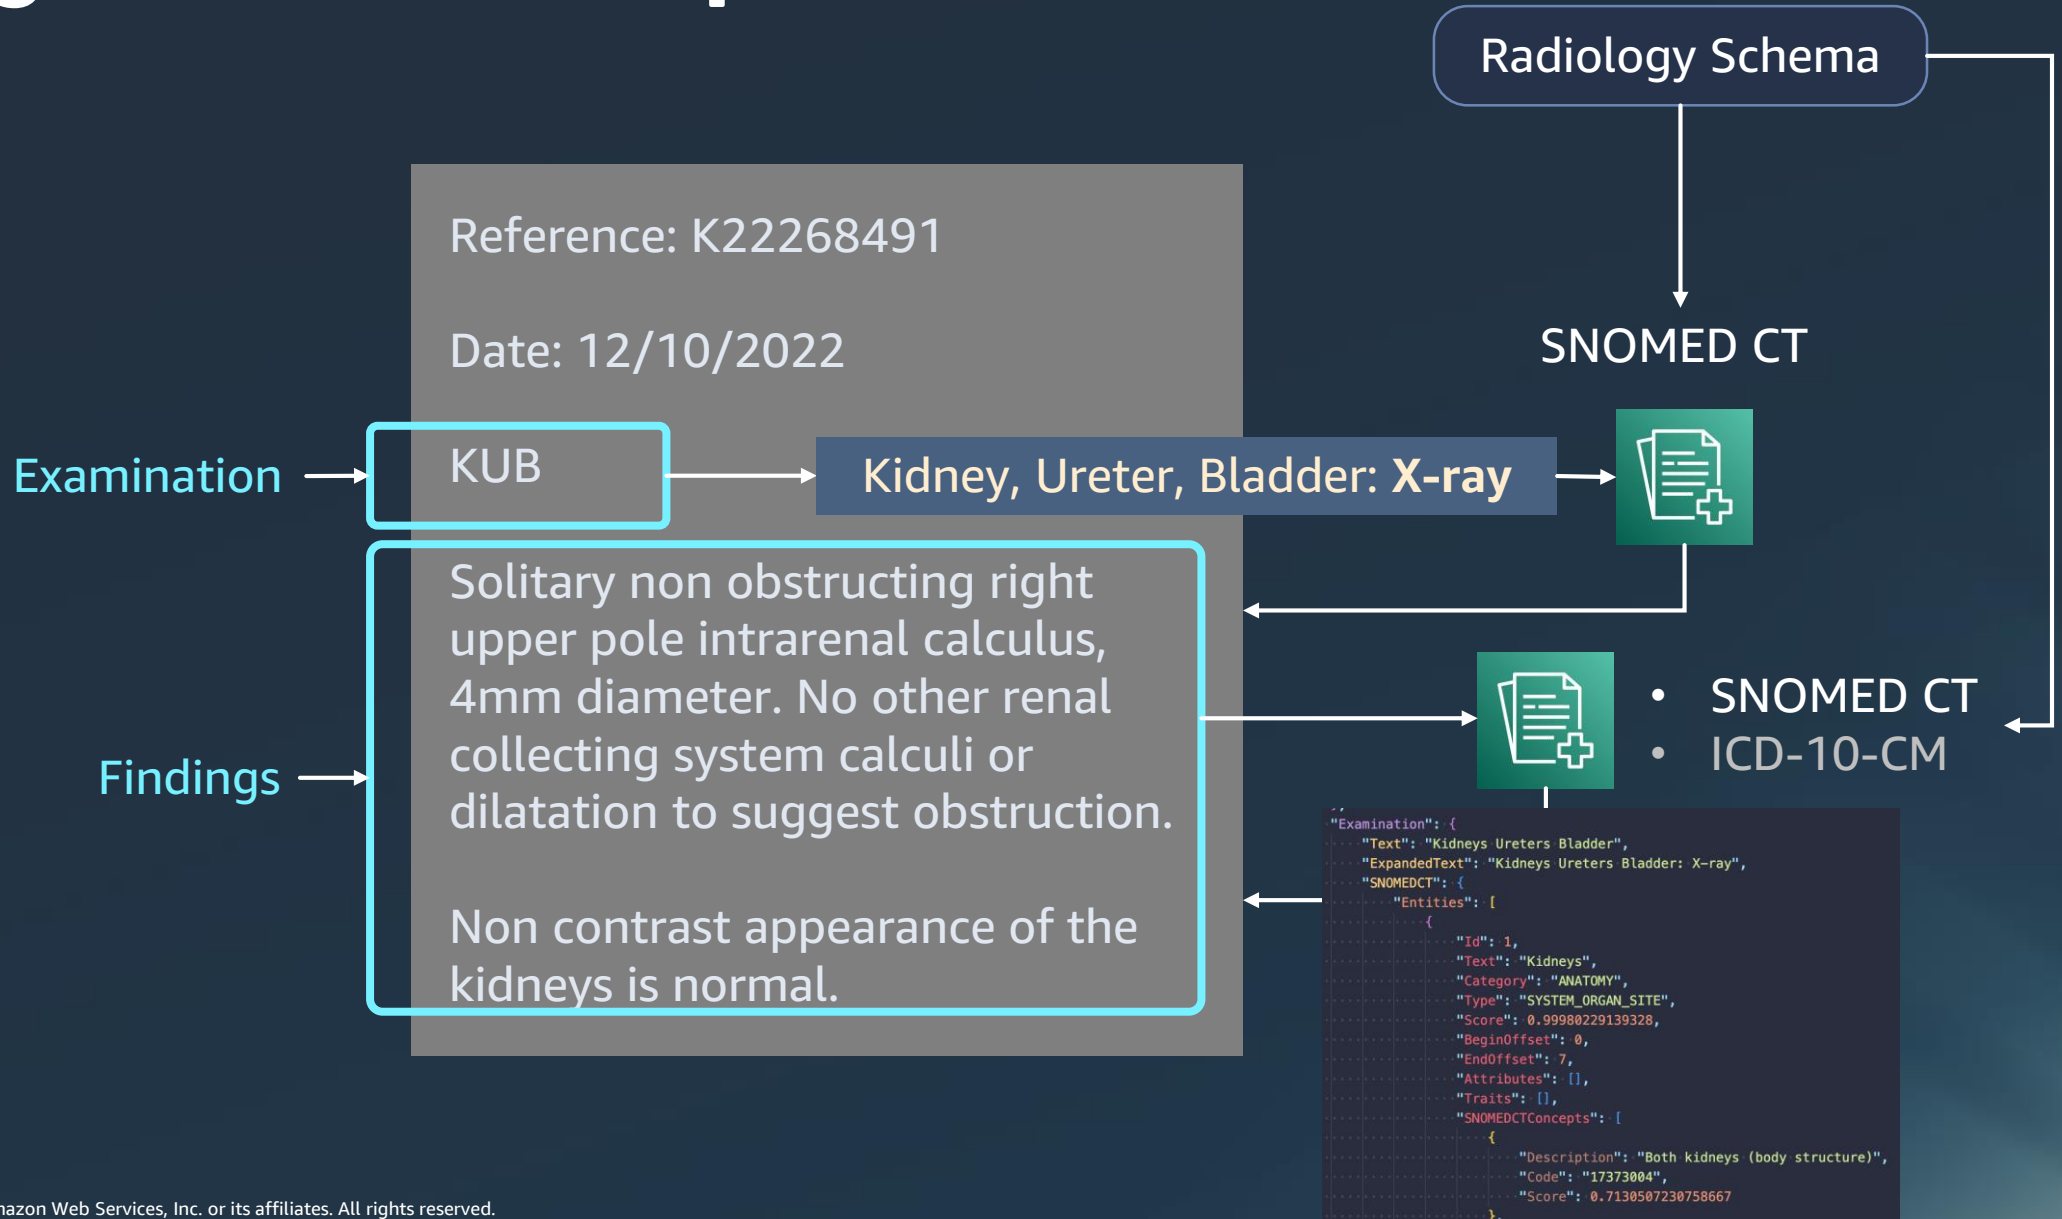 Radiology Schema
Reference: K22268491
Date: 12/10/2022
SNOMED CT
Examination
KUB
Kidney, Ureter, Bladder: X-ray
Findings
Solitary non obstructing right
upper pole intrarenal calculus,
4mm diameter. No other renal
collecting system calculi or
dilatation to suggest obstruction.
Non contrast appearance of the
kidneys is normal.
• SNOMED CT
• ICD-10-CM
"Examination": {
"Text": "Kidneys Ureters Bladder",
"ExpandedText": "Kidneys Ureters Bladder: X-ray",
"SNOMEDCT": {
"Entities": [
{
"Id": 1,
"Text": "Kidneys",
"Category": "ANATOMY",
"Type": "SYSTEM_ORGAN_SITE",
"Score": 0.99980229139328,
"BeginOffset": 0,
"EndOffset": 7,
"Attributes": [],
"Traits": [],
"SNOMEDCTConcepts": [
{
"Description": "Both kidneys (body structure)",
"Code": "17373004",
"Score": 0.7130507230758667
},
Web Services, Inc. or its affiliates. All rights reserved.